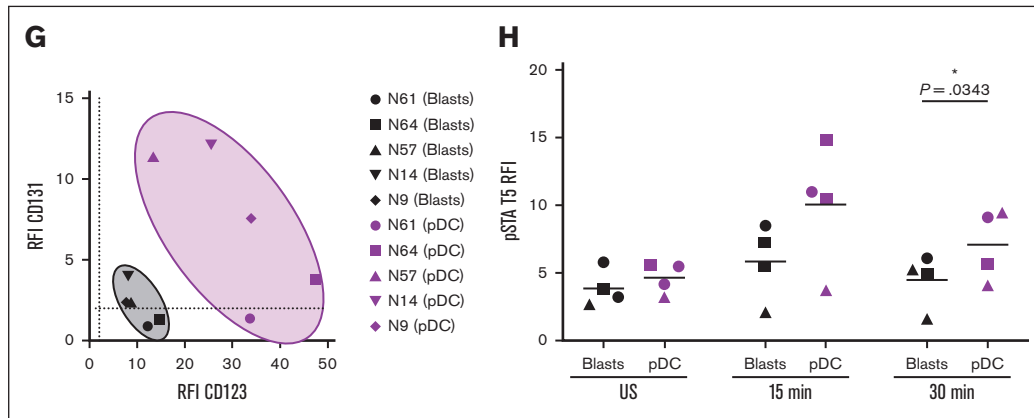 G
RFI CD131
15
10
5
0
0 10 20 30 40 50
RFI CD123
N61 (Blasts)
N64 (Blasts)
N57 (Blasts)
N14 (Blasts)
N9 (Blasts)
N61 (pDC)
N64 (pDC)
N57 (pDC)
N14 (pDC)
N9 (pDC)
H
pSTA T5 RFI
20
15
10
5
0
*
P = .0343
Blasts pDC Blasts pDC Blasts pDC
US 15 min 30 min